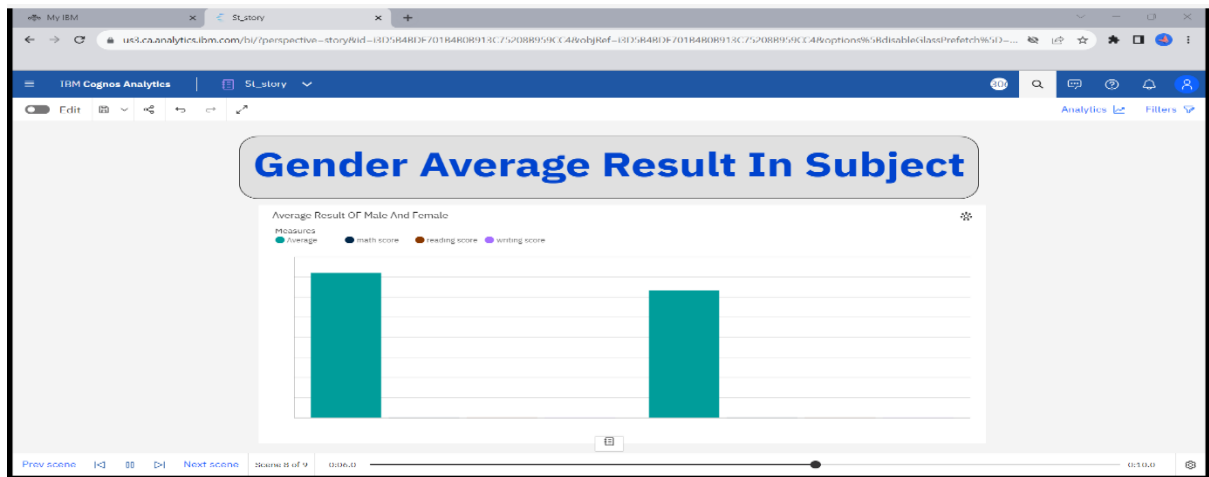 My IBM
St_story
IBM Cognos Analytics
St_story
Edit
Analytics
Filters
Gender Average Result In Subject
Average Result OF Male And Female
Measures
Average math score reading score writing score
Prev scene
Next scene
Scene 8 of 9
0:06.0
0:10.0